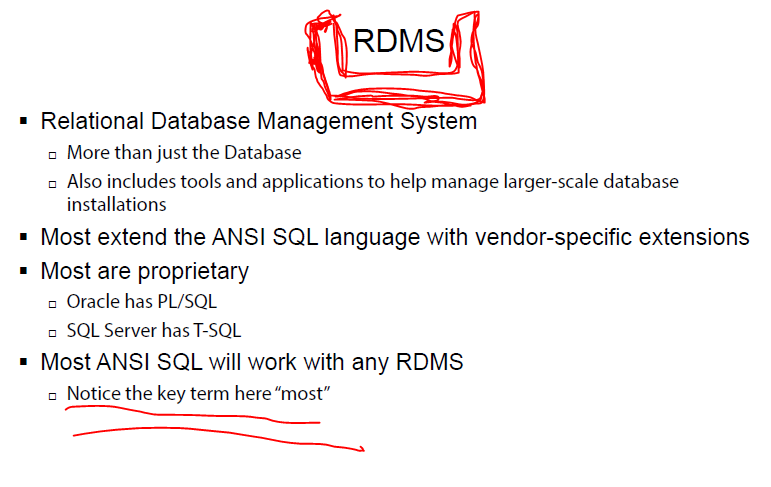 RDMS
▪ Relational Database Management System
□ More than just the Database
□ Also includes tools and applications to help manage larger-scale database
installations
▪ Most extend the ANSI SQL language with vendor-specific extensions
▪ Most are proprietary
□ Oracle has PL/SQL
□ SQL Server has T-SQL
▪ Most ANSI SQL will work with any RDMS
□ Notice the key term here “most”